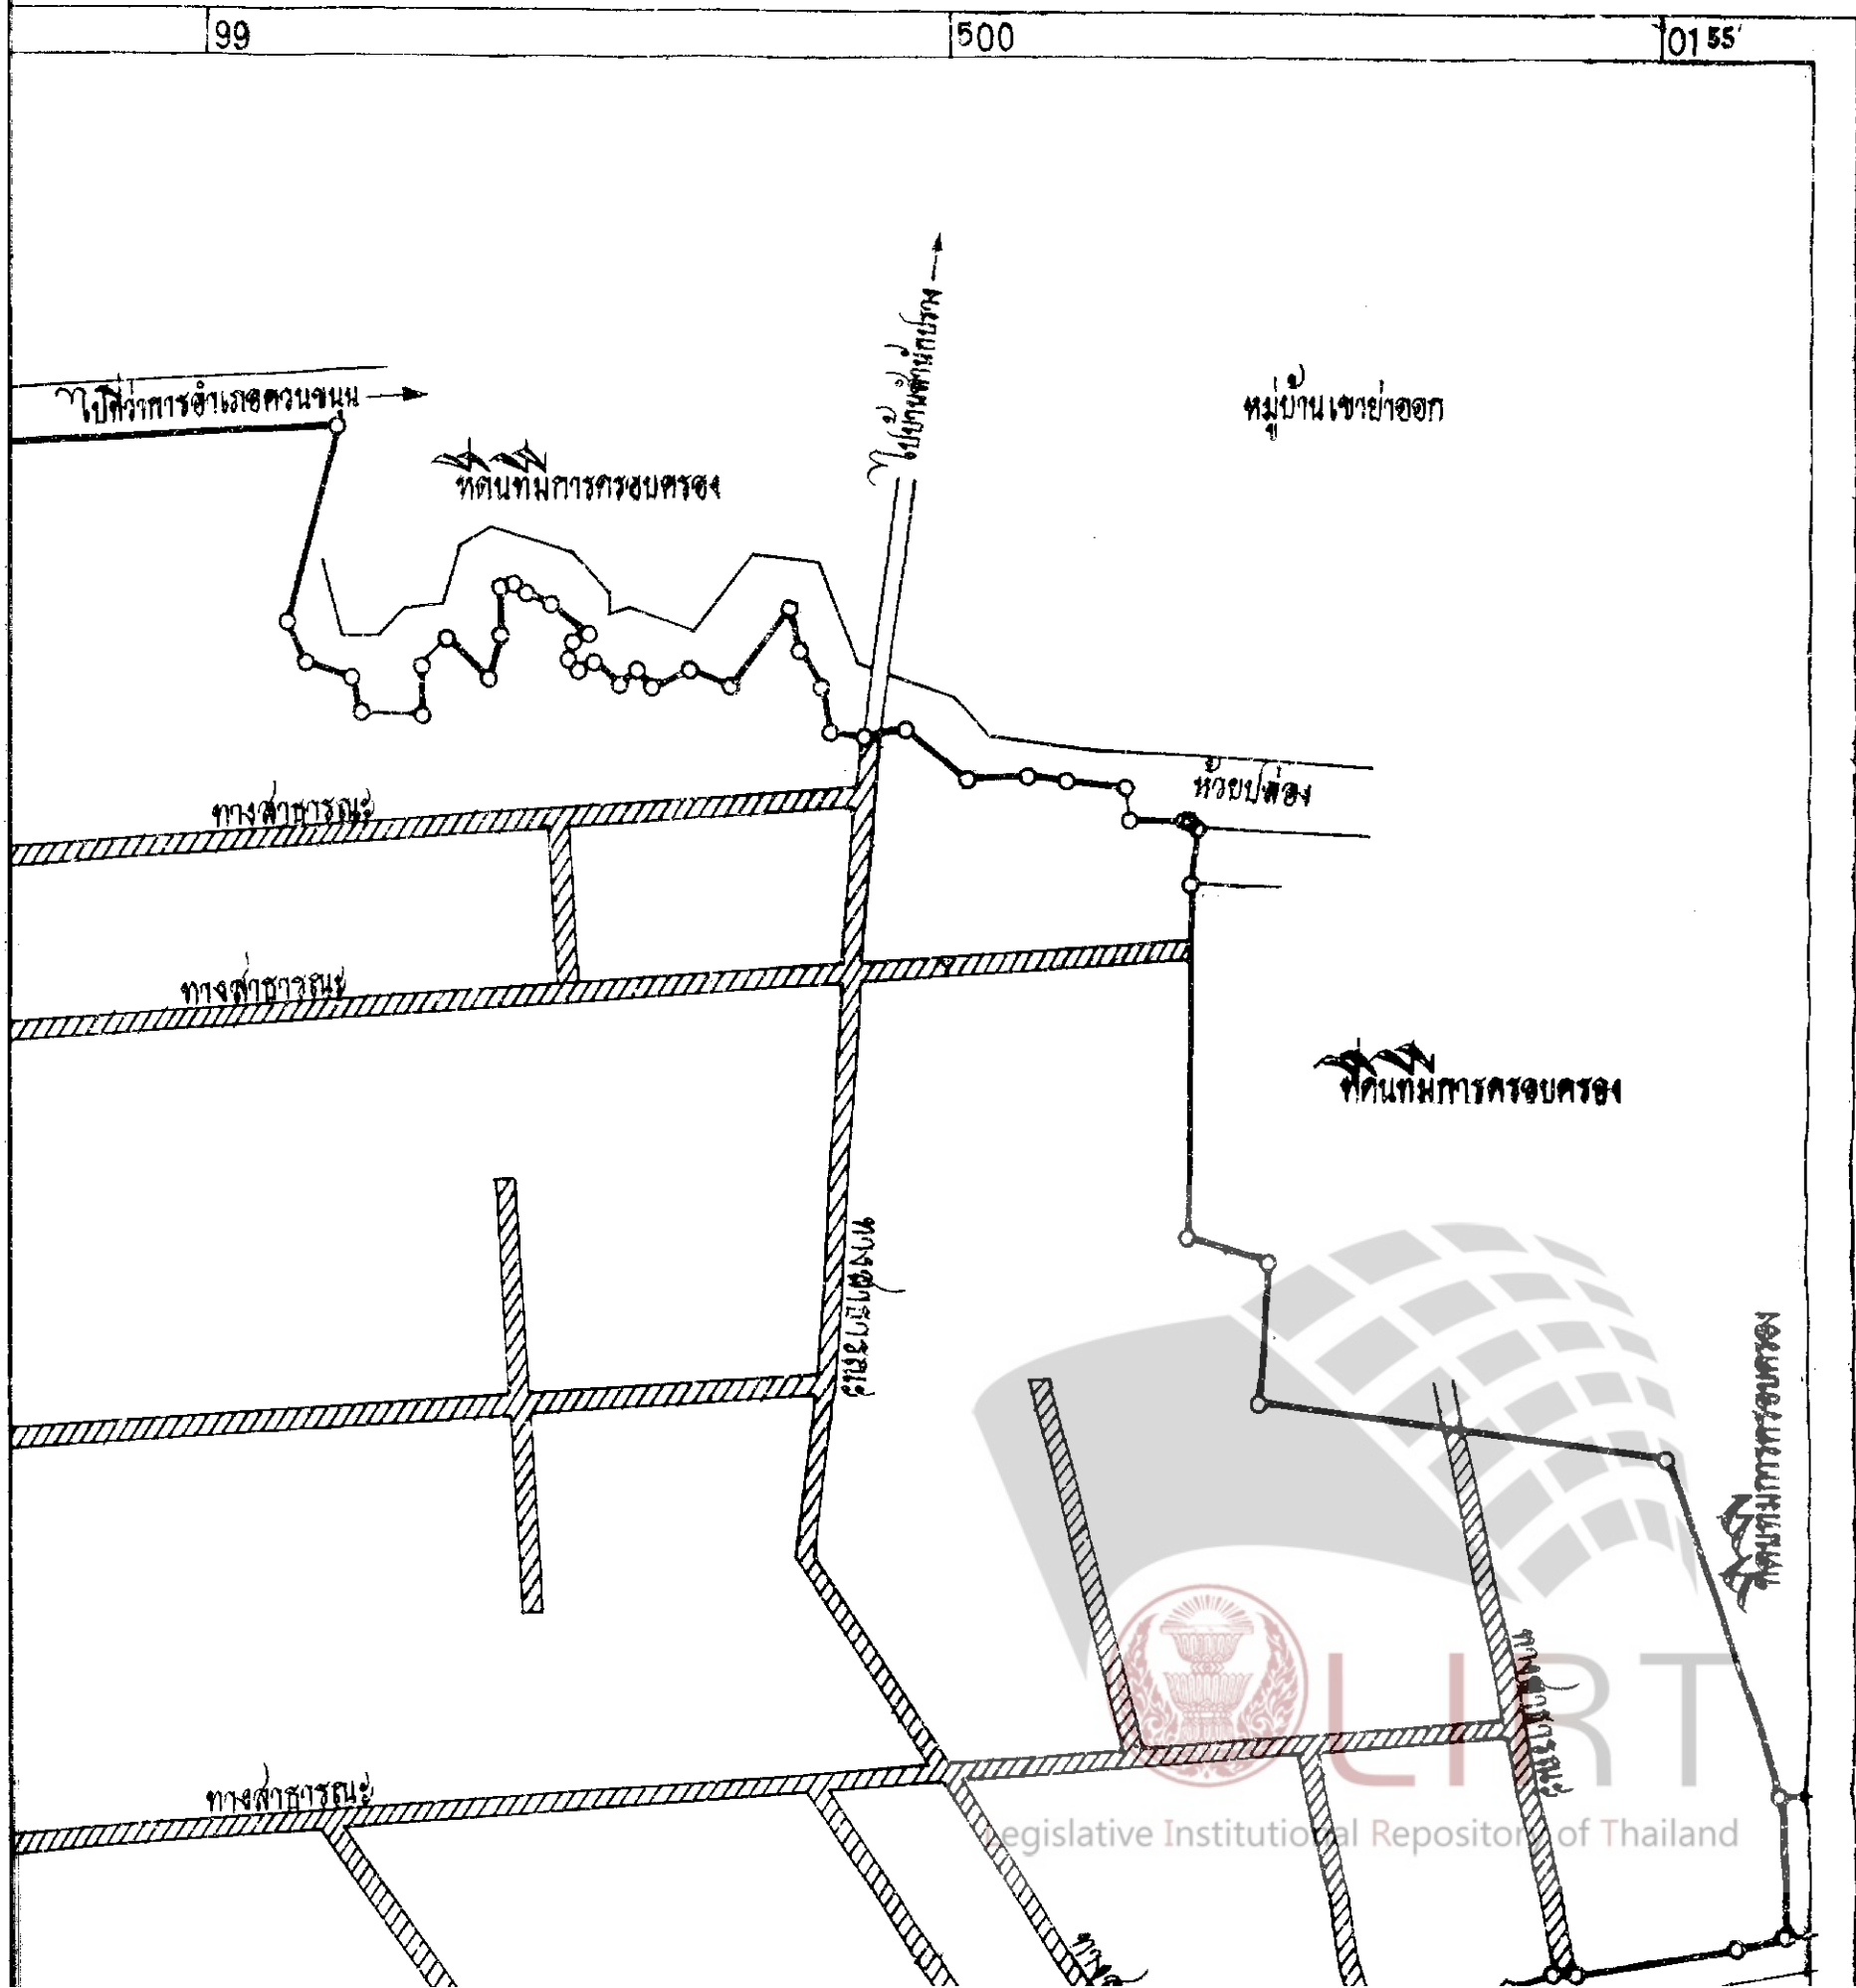 99
500
01 55'
ไปบ้านสำนักปราง
ไปที่ว่าการอำเภอควนขนุน
หมู่บ้านเขาย่าออก
ที่ดินที่มีการครอบครอง
ห้วยปล่อง
ทางสาธารณะ
ทางสาธารณะ
ที่ดินที่มีการครอบครอง
ทางสาธารณะ
ที่ดินที่มีการครอบครอง
ทางสาธารณะ
LIRT
ทางสาธารณะ
Legislative Institutional Repository of Thailand